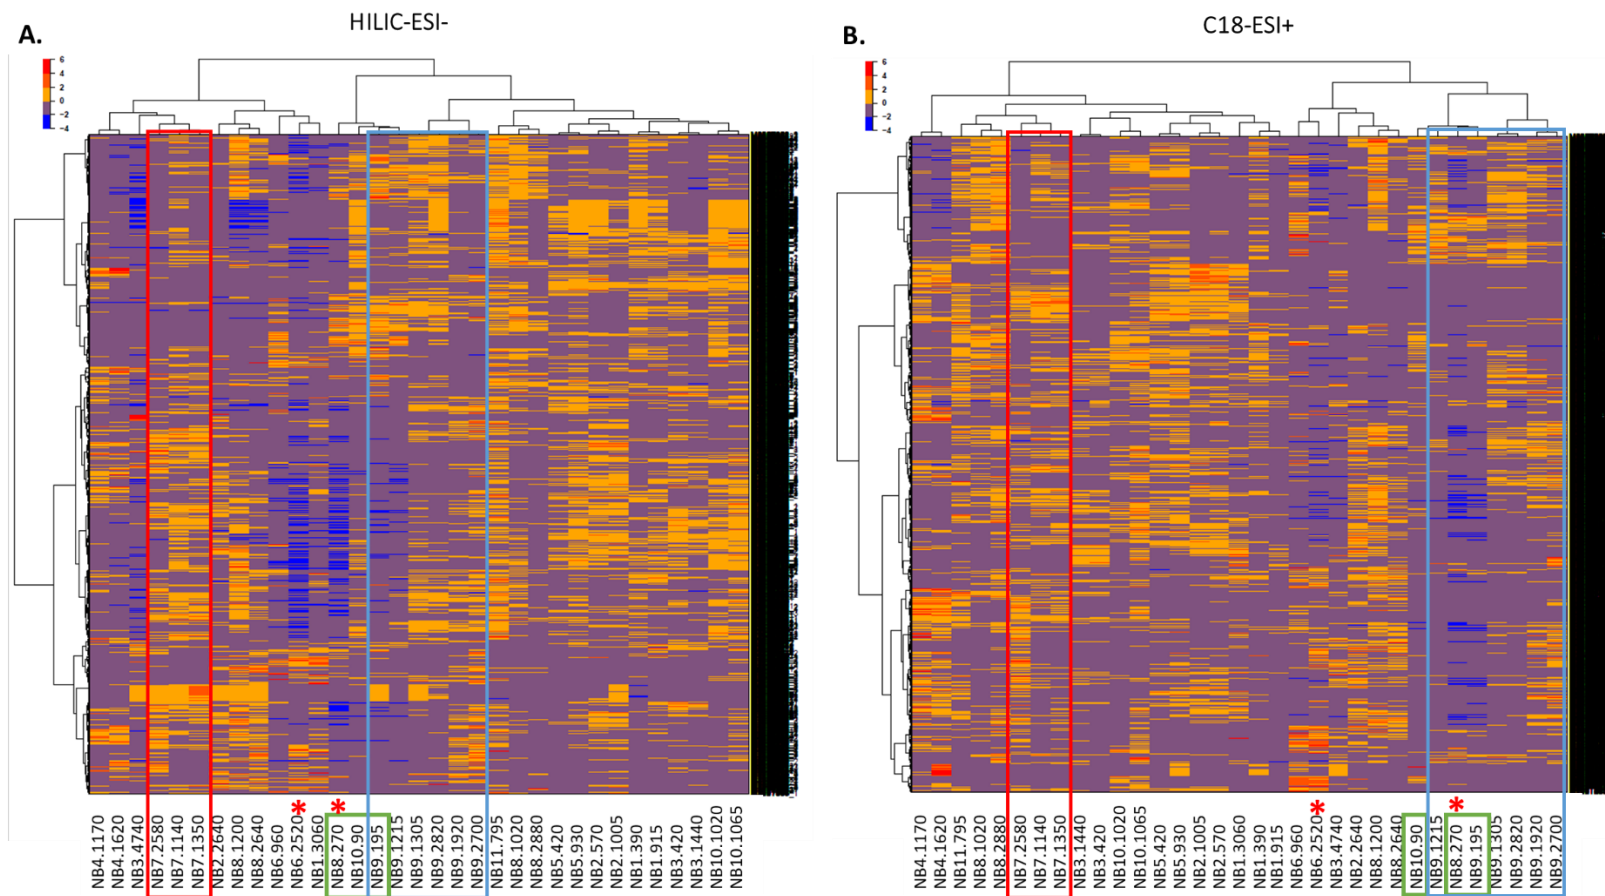 HILIC-ESI-
C18-ESI+
A.
B.
6
4
2
0
−2
−4
6
4
2
0
−2
−4
* *
* *
NB4.1170
NB4.1620
NB3.4740
NB7.2580
NB7.1140
NB7.1350
NB2.2640
NB8.1200
NB8.2640
NB6.960
NB6.2520
NB1.3060
NB8.270
NB10.90
NB9.195
NB9.1215
NB9.1305
NB9.2820
NB9.1920
NB9.2700
NB11.795
NB8.1020
NB8.2880
NB5.420
NB5.930
NB2.570
NB2.1005
NB1.390
NB1.915
NB3.420
NB3.1440
NB10.1020
NB10.1065
NB4.1170
NB4.1620
NB11.795
NB8.1020
NB8.2880
NB7.2580
NB7.1140
NB7.1350
NB3.1440
NB3.420
NB10.1020
NB10.1065
NB5.420
NB5.930
NB2.1005
NB2.570
NB1.3060
NB1.390
NB1.915
NB6.960
NB6.2520
NB3.4740
NB2.2640
NB8.1200
NB8.2640
NB10.90
NB9.1215
NB8.270
NB9.195
NB9.1305
NB9.2820
NB9.1920
NB9.2700